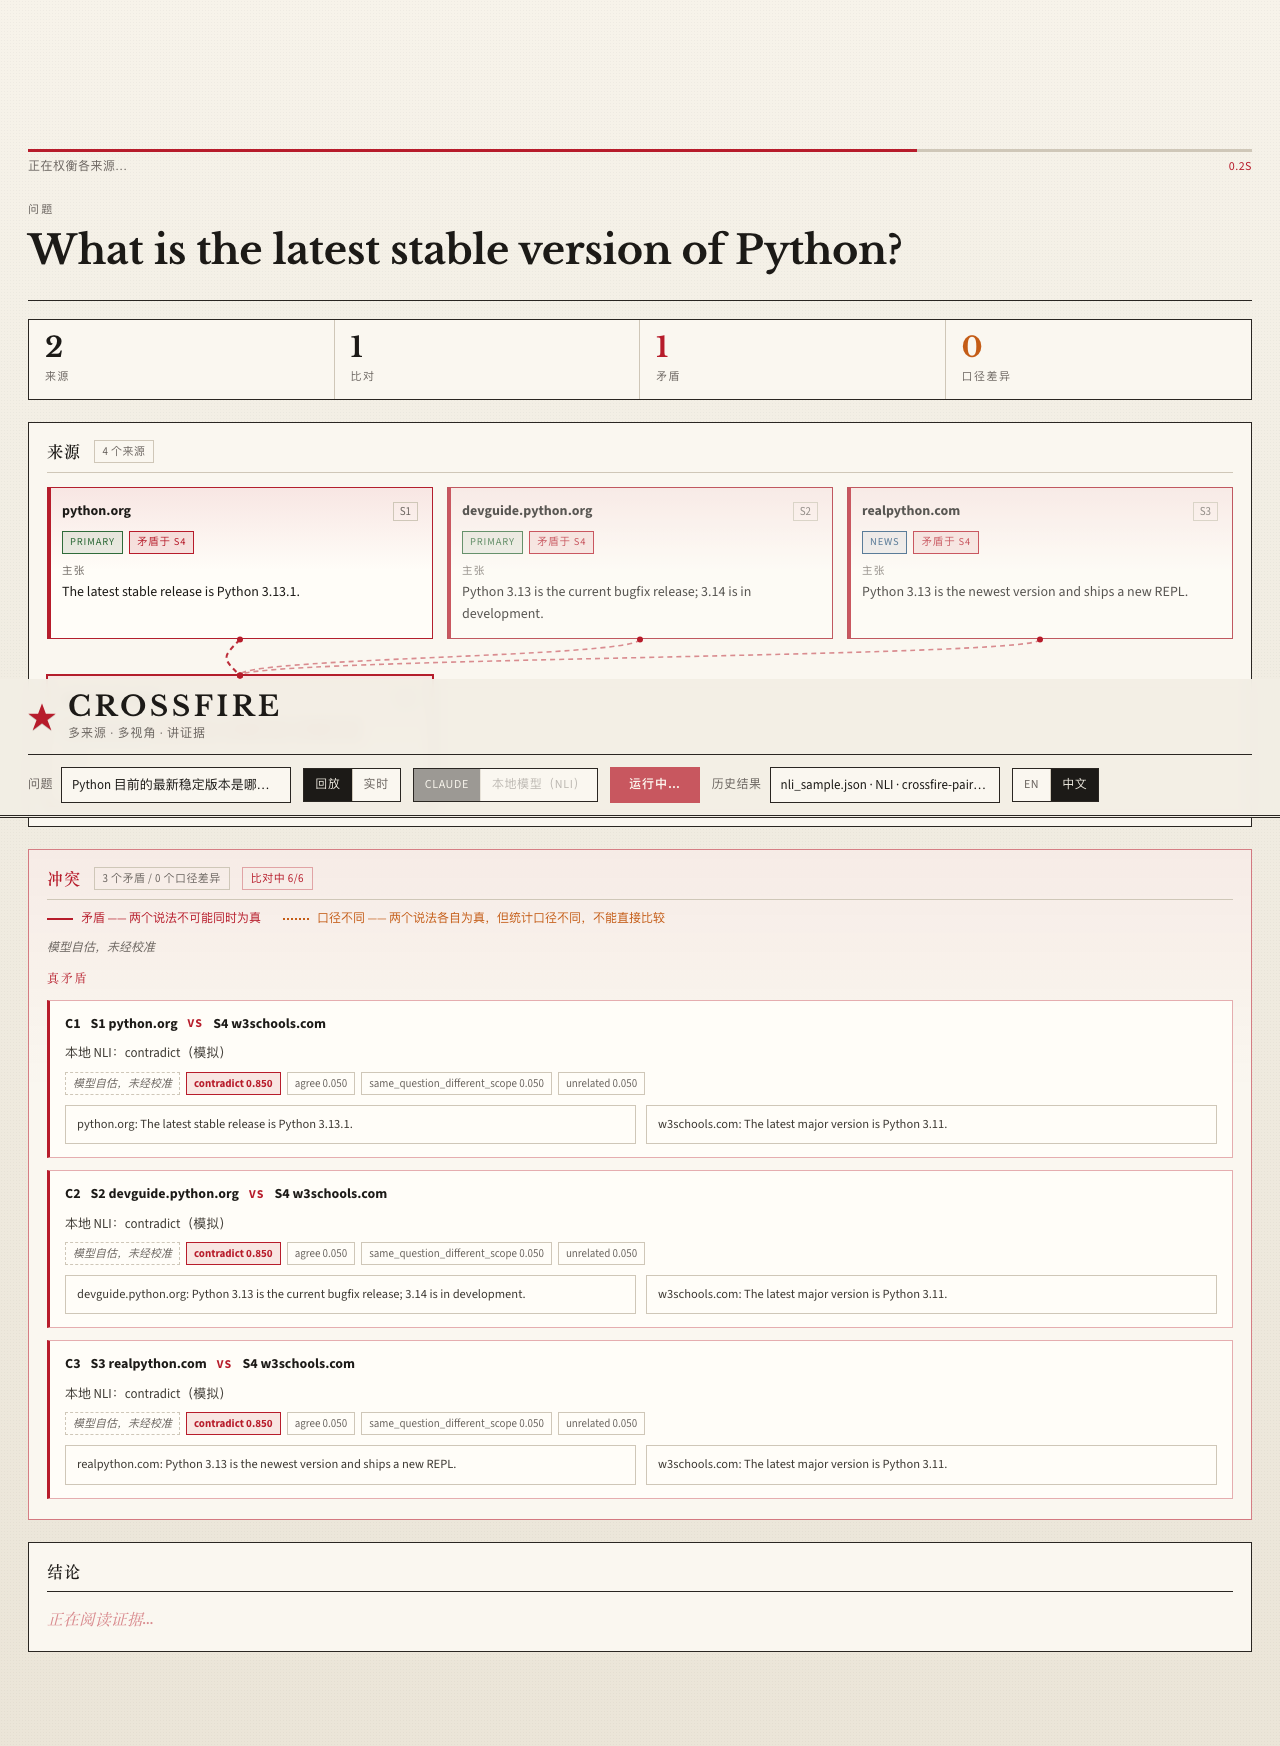 正在权衡各来源…
0.2S
问题
What is the latest stable version of Python?
2
来源
1
比对
1
矛盾
0
口径差异
来源
4 个来源
python.org
S1
PRIMARY
矛盾于 S4
主张
The latest stable release is Python 3.13.1.
devguide.python.org
S2
PRIMARY
矛盾于 S4
主张
Python 3.13 is the current bugfix release; 3.14 is in
development.
realpython.com
S3
NEWS
矛盾于 S4
主张
Python 3.13 is the newest version and ships a new REPL.
CROSSFIRE
多来源 · 多视角 · 讲证据
问题
Python 目前的最新稳定版本是哪…
回放
实时
CLAUDE
本地模型（NLI）
运行中…
历史结果
nli_sample.json · NLI · crossfire-pair…
EN
中文
冲突
3 个矛盾 / 0 个口径差异
比对中 6/6
矛盾 —— 两个说法不可能同时为真
口径不同 —— 两个说法各自为真，但统计口径不同，不能直接比较
模型自估，未经校准
真矛盾
C1 S1 python.org VS S4 w3schools.com
本地 NLI：contradict（模拟）
模型自估，未经校准
contradict 0.850
agree 0.050
same_question_different_scope 0.050
unrelated 0.050
python.org: The latest stable release is Python 3.13.1.
w3schools.com: The latest major version is Python 3.11.
C2 S2 devguide.python.org VS S4 w3schools.com
本地 NLI：contradict（模拟）
模型自估，未经校准
contradict 0.850
agree 0.050
same_question_different_scope 0.050
unrelated 0.050
devguide.python.org: Python 3.13 is the current bugfix release; 3.14 is in development.
w3schools.com: The latest major version is Python 3.11.
C3 S3 realpython.com VS S4 w3schools.com
本地 NLI：contradict（模拟）
模型自估，未经校准
contradict 0.850
agree 0.050
same_question_different_scope 0.050
unrelated 0.050
realpython.com: Python 3.13 is the newest version and ships a new REPL.
w3schools.com: The latest major version is Python 3.11.
结论
正在阅读证据…